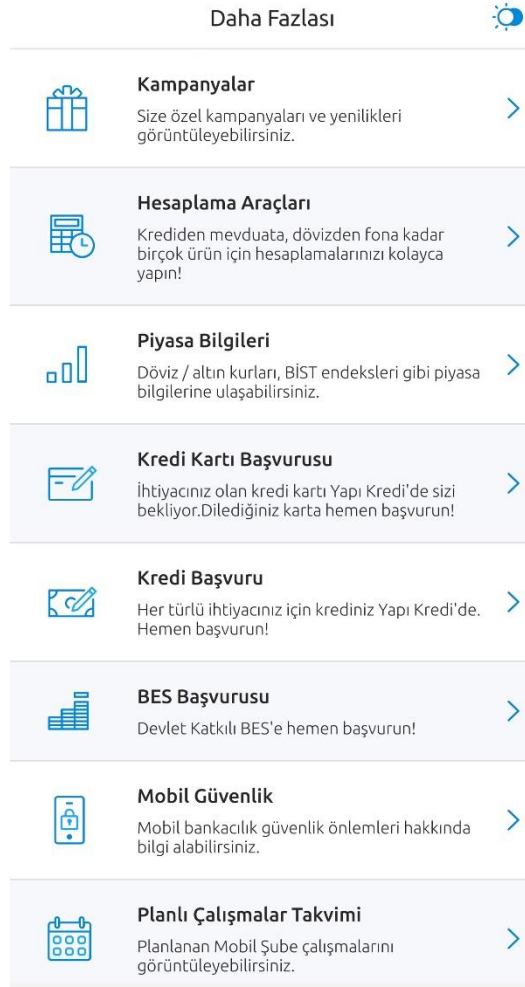 Daha Fazlası
Kampanyalar
Size özel kampanyaları ve yenilikleri
görüntüleyebilirsiniz.
Hesaplama Araçları
Krediden mevduata, dövizden fona kadar
birçok ürün için hesaplamalarınızı kolayca
yapın!
Piyasa Bilgileri
Döviz / altın kurları, BİST endeksleri gibi piyasa
bilgilerine ulaşabilirsiniz.
Kredi Kartı Başvurusu
İhtiyacınız olan kredi kartı Yapı Kredi'de sizi
bekliyor.Dilediğiniz karta hemen başvurun!
Kredi Başvuru
Her türlü ihtiyacınız için krediniz Yapı Kredi'de.
Hemen başvurun!
BES Başvurusu
Devlet Katkılı BES'e hemen başvurun!
Mobil Güvenlik
Mobil bankacılık güvenlik önlemleri hakkında
bilgi alabilirsiniz.
Planlı Çalışmalar Takvimi
Planlanan Mobil Şube çalışmalarını
görüntüleyebilirsiniz.